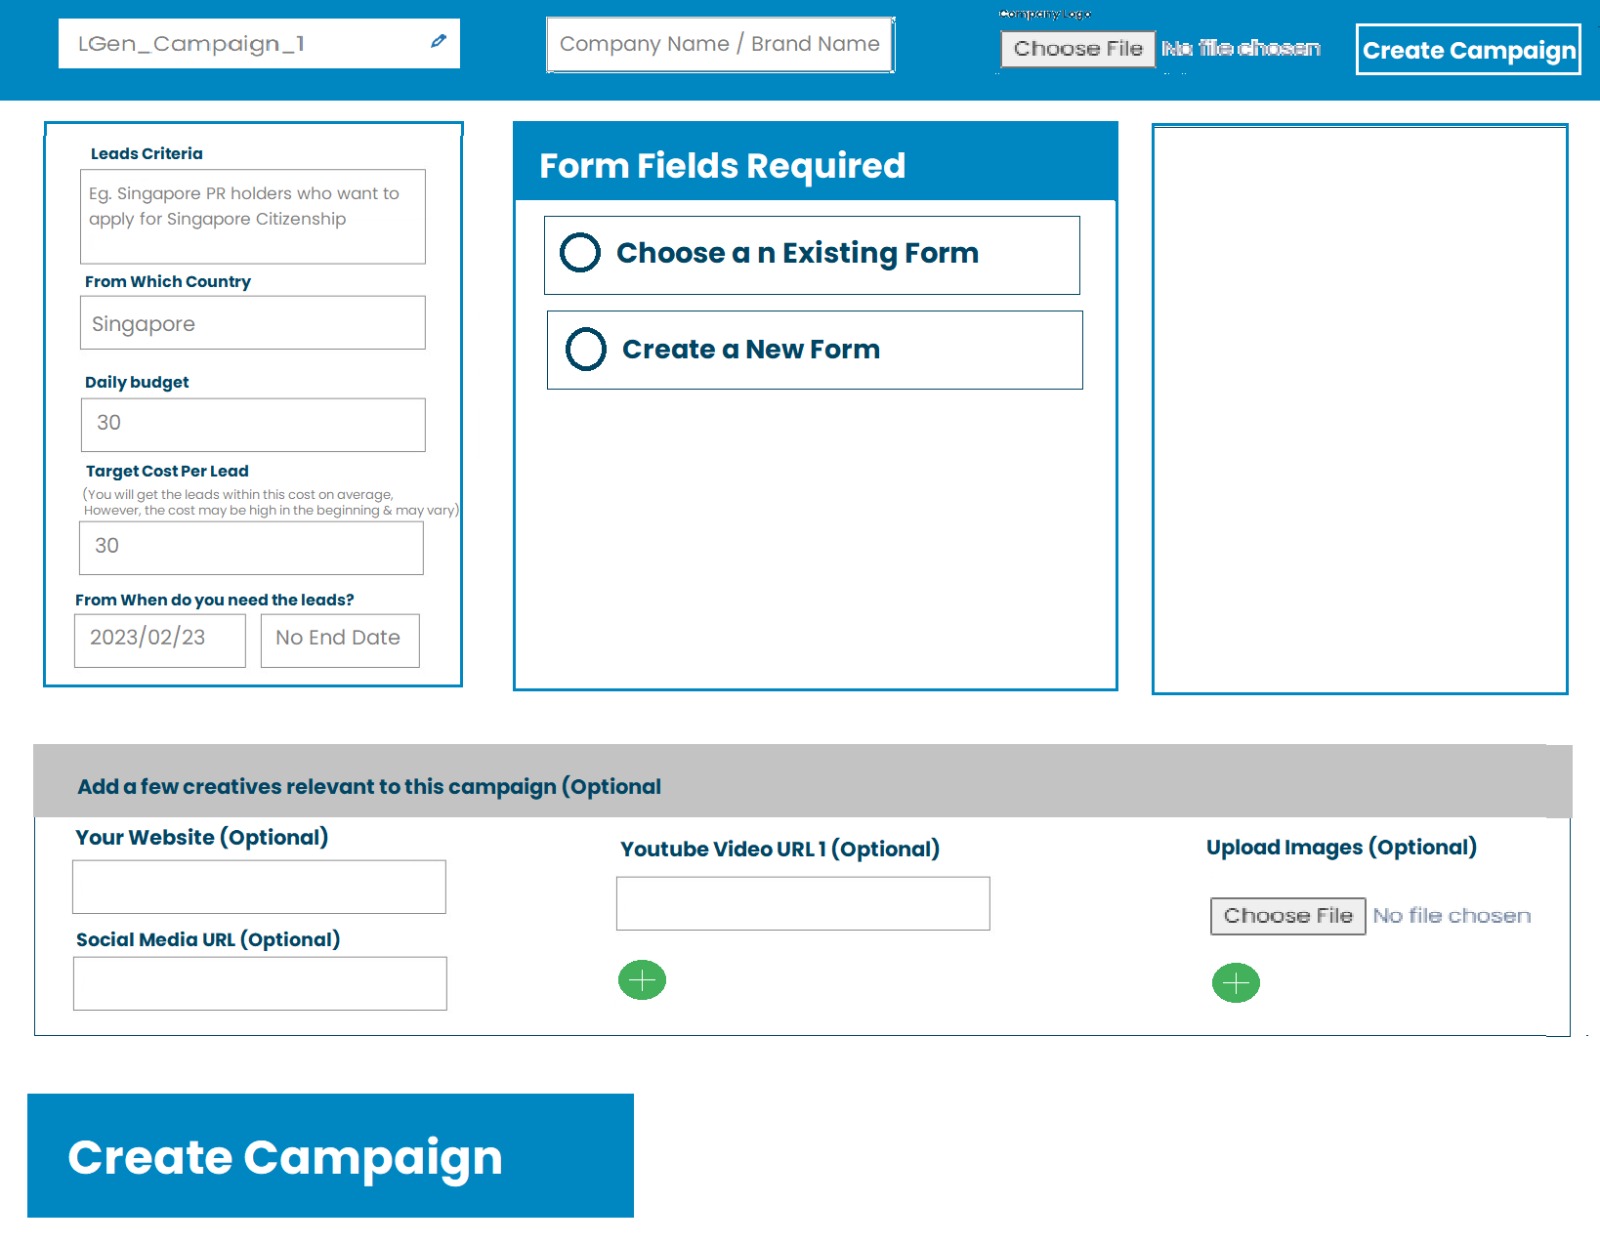 LGen_Campaign_1
Company Name / Brand Name
Company Logo
Choose File No file chosen
Create Campaign
Leads Criteria
Eg. Singapore PR holders who want to
apply for Singapore Citizenship
From Which Country
Singapore
Daily budget
30
Target Cost Per Lead
(You will get the leads within this cost on average,
However, the cost may be high in the beginning & may vary)
30
From When do you need the leads?
2023/02/23
No End Date
Form Fields Required
Choose a n Existing Form
Create a New Form
Add a few creatives relevant to this campaign (Optional
Your Website (Optional)
Social Media URL (Optional)
Youtube Video URL 1 (Optional)
Upload Images (Optional)
Choose File No file chosen
Create Campaign